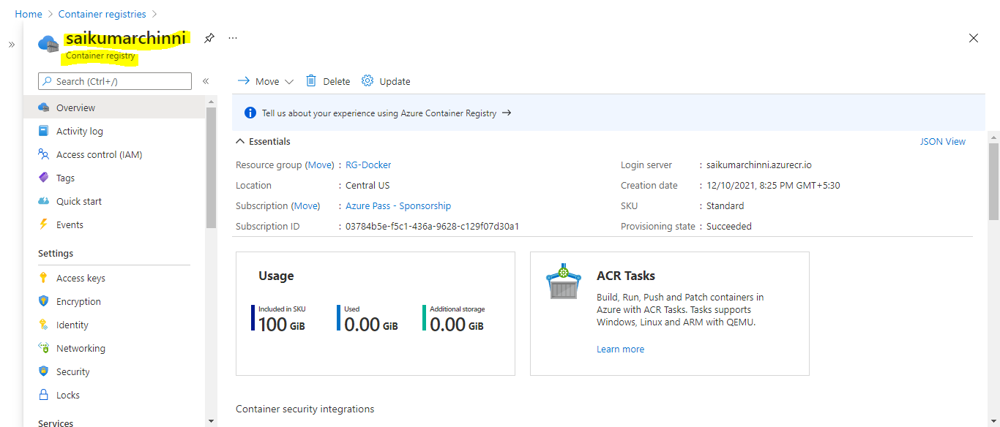 Home > Container registries >
»
saikumarchinni
...
Container registry
Search (Ctrl+/)
«
Overview
Activity log
Access control (IAM)
Tags
Quick start
Events
Settings
Access keys
Encryption
Identity
Networking
Security
Locks
Services
Move
Delete
Update
Tell us about your experience using Azure Container Registry →
Essentials
JSON View
Resource group (Move) : RG-Docker
Location : Central US
Subscription (Move) : Azure Pass - Sponsorship
Subscription ID : 03784b5e-f5c1-436a-9628-c129f07d30a1
Login server : saikumarchinni.azurecr.io
Creation date : 12/10/2021, 8:25 PM GMT+5:30
SKU : Standard
Provisioning state : Succeeded
Usage
Included in SKU
100 GiB
Used
0.00 GiB
Additional storage
0.00 GiB
ACR Tasks
Build, Run, Push and Patch containers in
Azure with ACR Tasks. Tasks supports
Windows, Linux and ARM with QEMU.
Learn more
Container security integrations